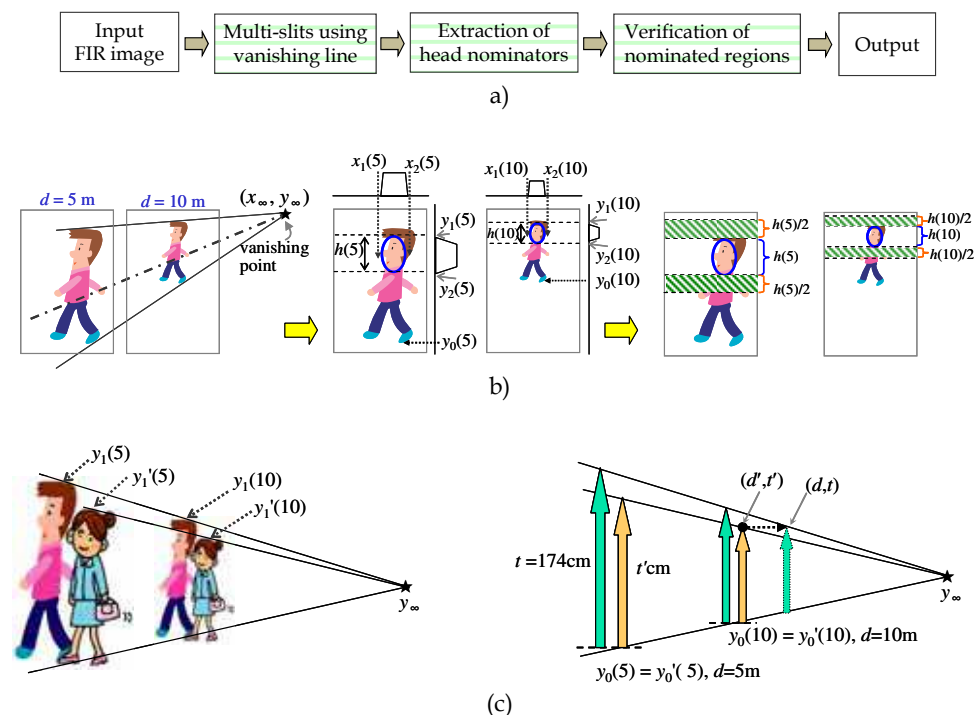 Input
FIR image
Multi-slits using
vanishing line
Extraction of
head nominators
Verification of
nominated regions
Output
a)
d = 5 m
d = 10 m
(x∞, y∞)
vanishing
point
x₁(5)
x₂(5)
h(5)
y₁(5)
y₂(5)
y₀(5)
x₁(10)
x₂(10)
h(10)
y₁(10)
y₂(10)
y₀(10)
h(5)/2
h(5)
h(5)/2
h(10)/2
h(10)
h(10)/2
b)
y₁(5)
y₁'(5)
y₁(10)
y₁'(10)
y∞
(d',t')
(d,t)
t =174cm
t'cm
y∞
y₀(10) = y₀'(10), d=10m
y₀(5) = y₀'( 5), d=5m
(c)